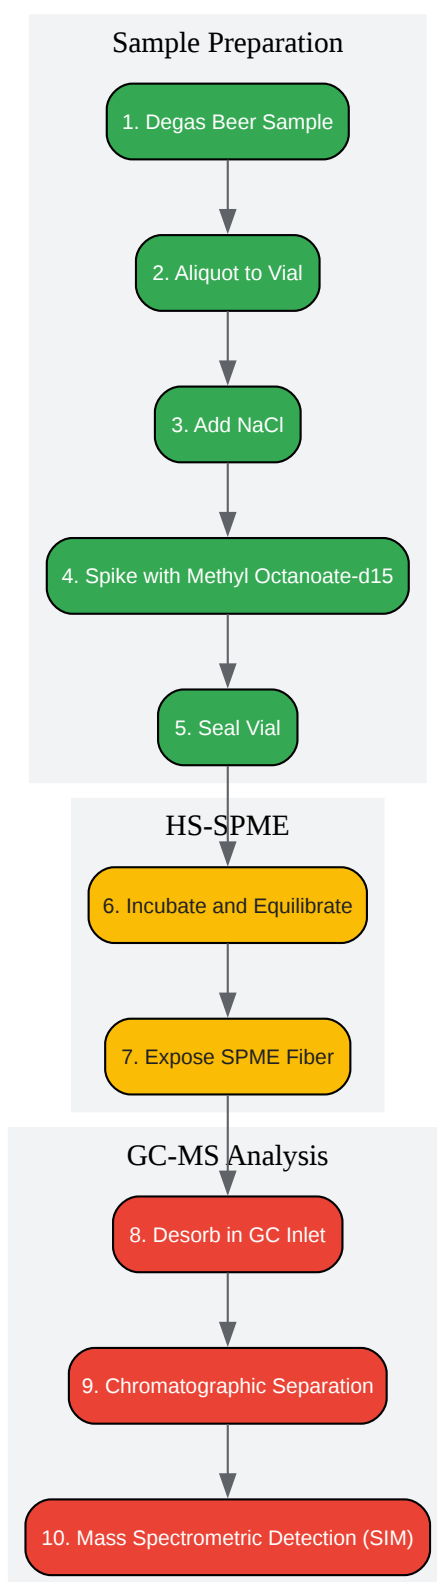 Sample Preparation
1. Degas Beer Sample
2. Aliquot to Vial
3. Add NaCl
4. Spike with Methyl Octanoate-d15
5. Seal Vial
HS-SPME
6. Incubate and Equilibrate
7. Expose SPME Fiber
GC-MS Analysis
8. Desorb in GC Inlet
9. Chromatographic Separation
10. Mass Spectrometric Detection (SIM)